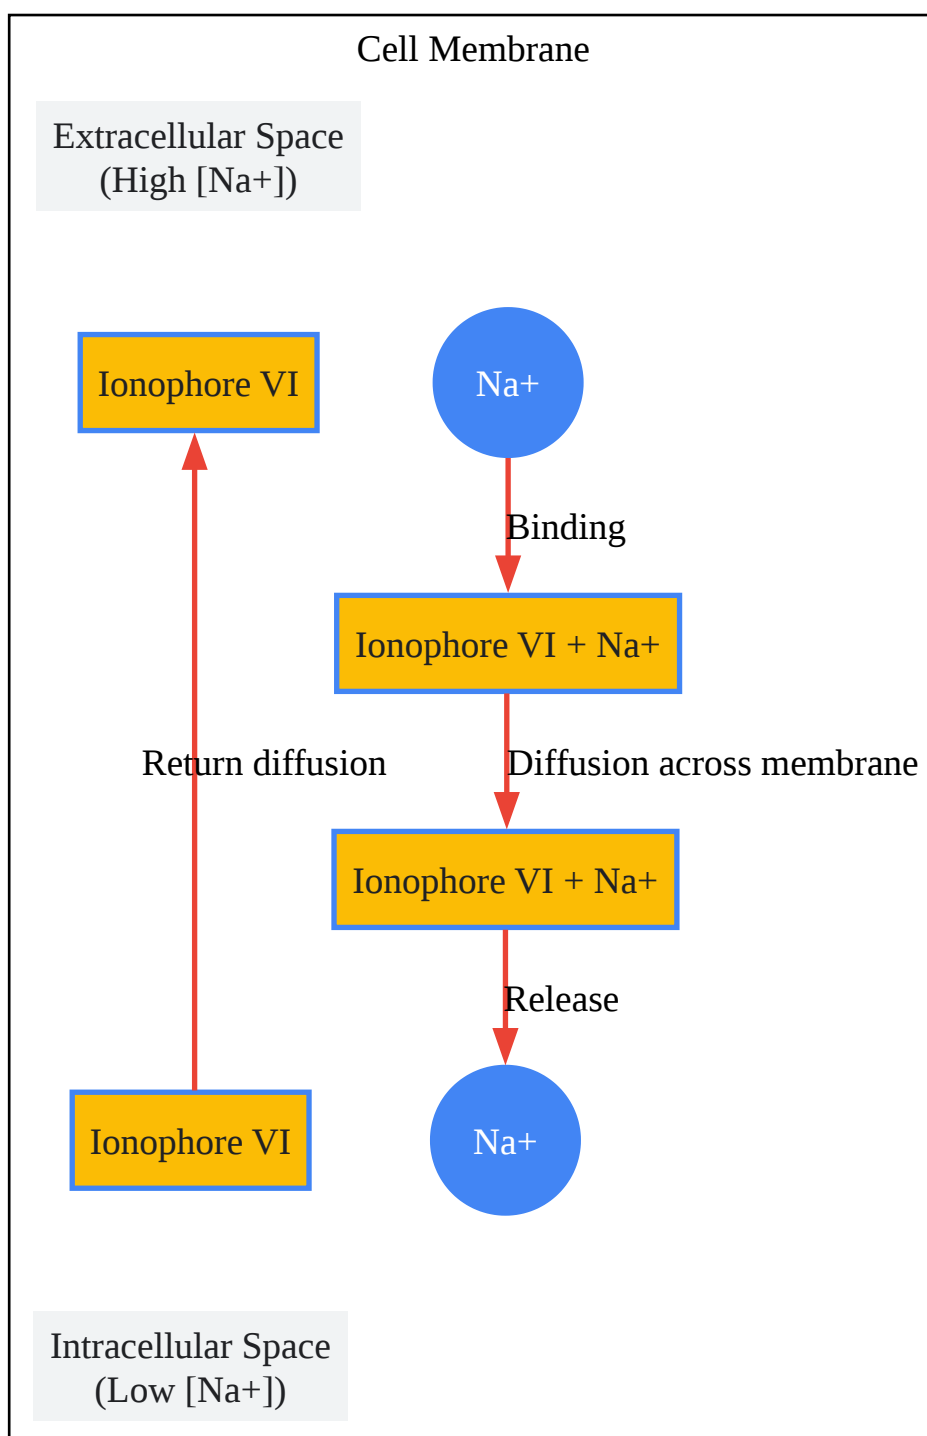 Cell Membrane
Extracellular Space
(High [Na+])
Ionophore VI
Na+
Binding
Ionophore VI + Na+
Return diffusion
Diffusion across membrane
Ionophore VI + Na+
Release
Ionophore VI
Na+
Intracellular Space
(Low [Na+])